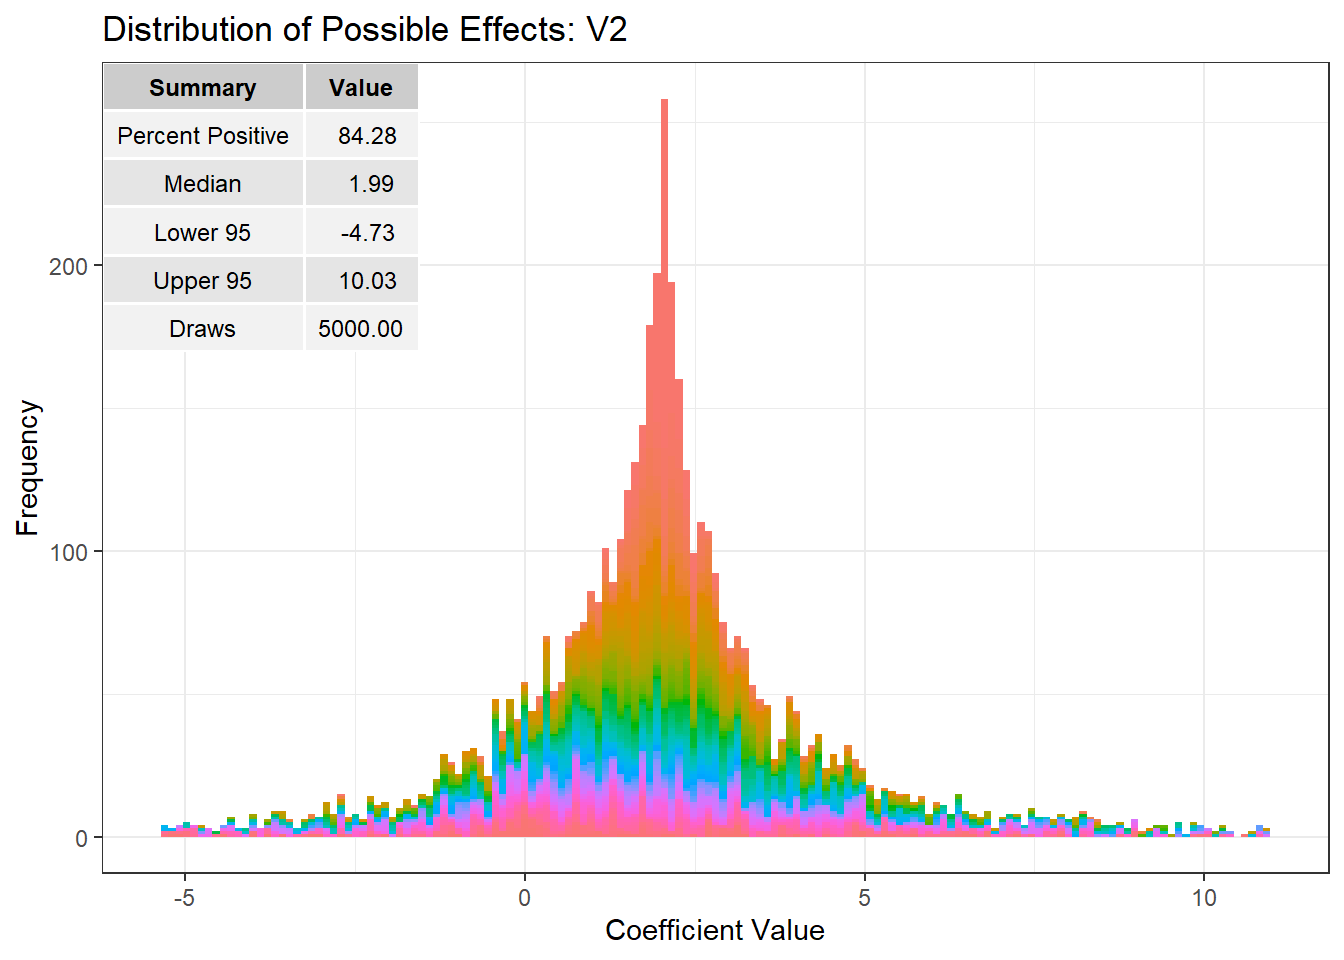 Distribution of Possible Effects: V2
Summary Value
Percent Positive 84.28
Median 1.99
Lower 95 -4.73
Upper 95 10.03
Draws 5000.00
200
100
0
Frequency
-5 0 5 10
Coefficient Value